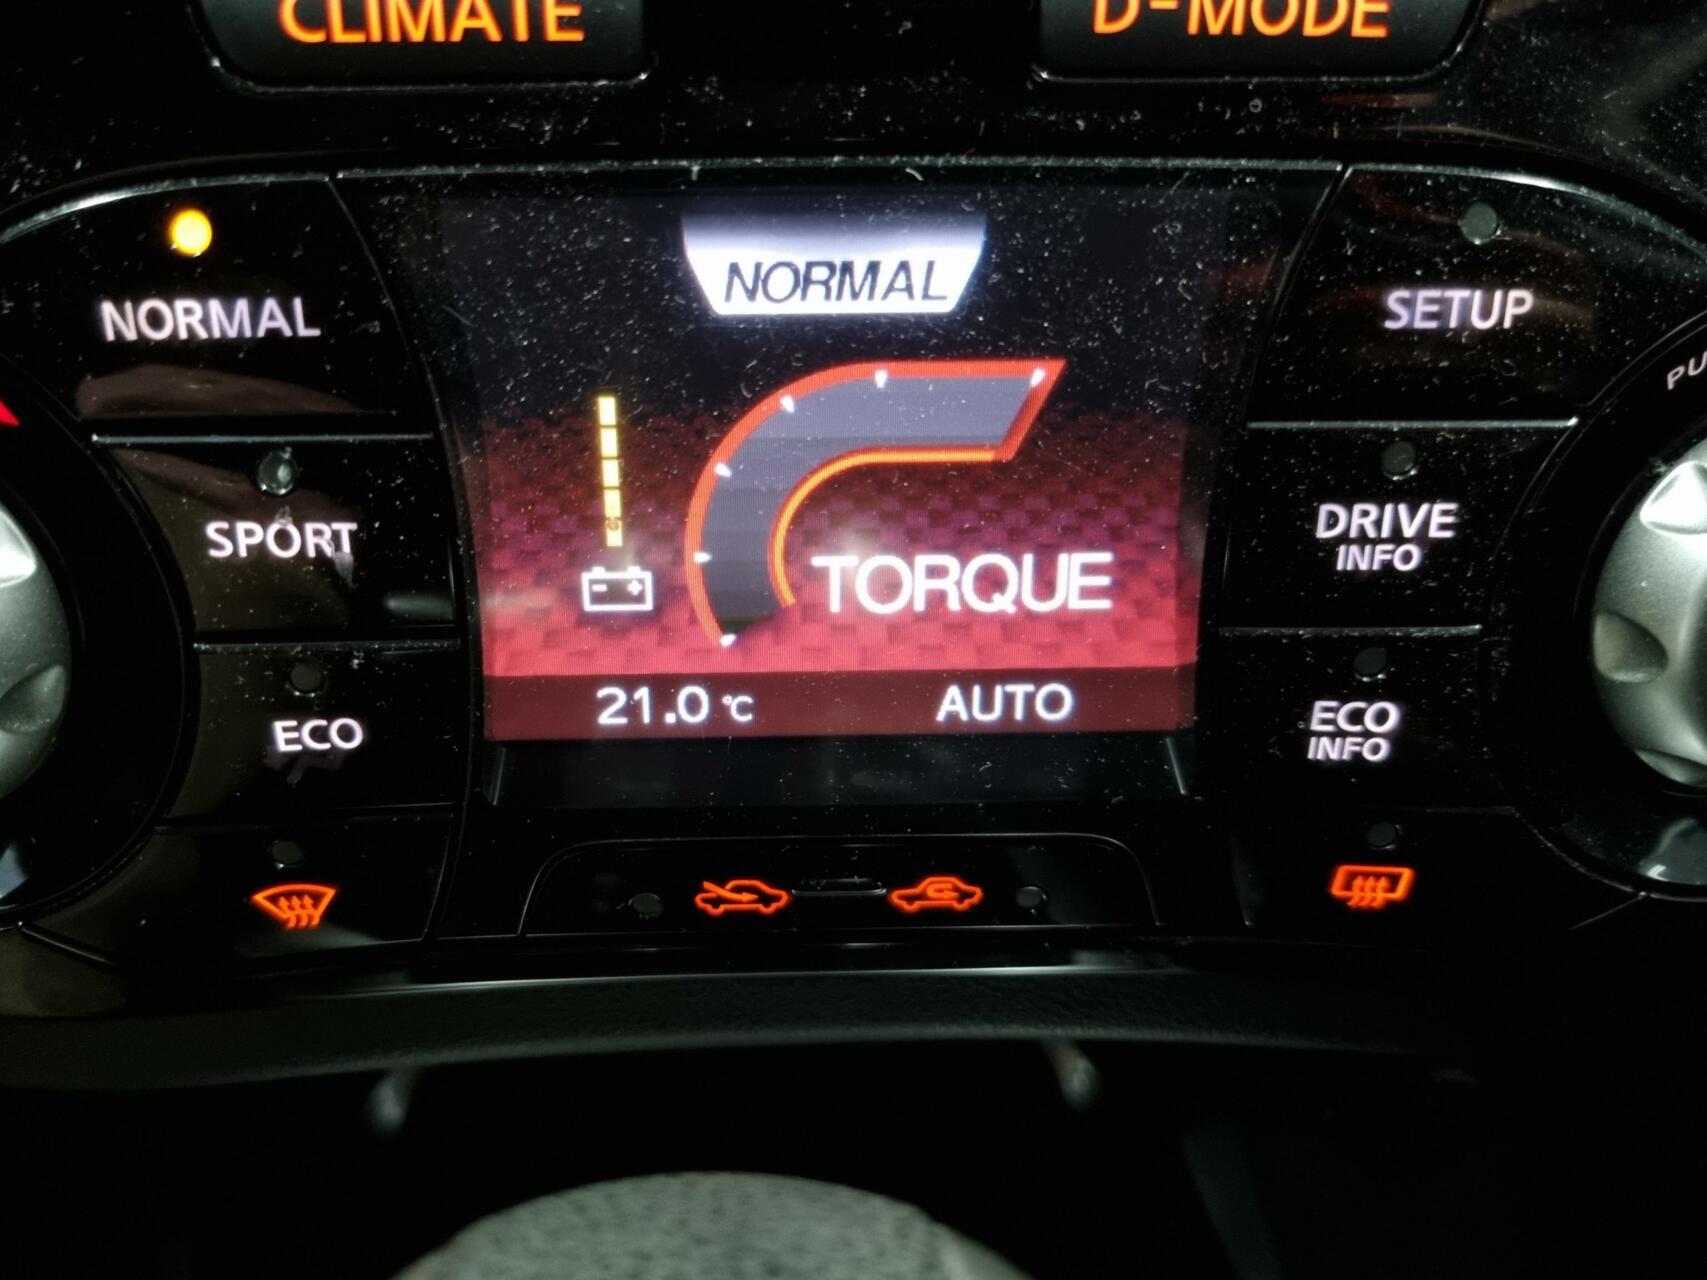 CLIMATE
D-MODE
NORMAL
NORMAL
SETUP
SPORT
DRIVE
INFO
TORQUE
ECO
21.0 °C
AUTO
ECO
INFO